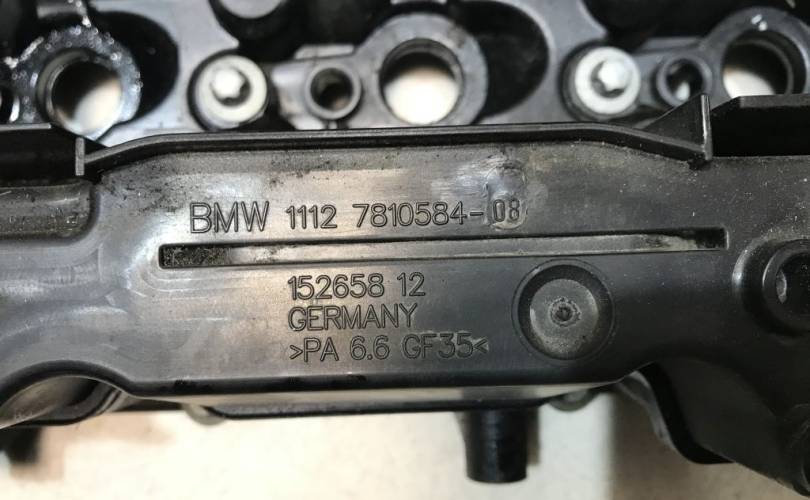 BMW 1112 7810584-08
152658 12
GERMANY
>PA 6.6 GF35<